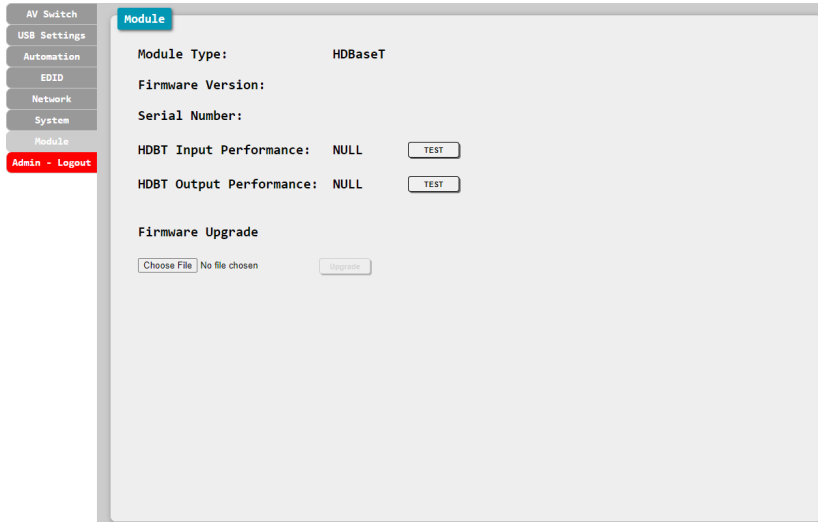 AV Switch
USB Settings
Automation
EDID
Network
System
Module
Admin - Logout
Module
Module Type: HDBaseT
Firmware Version:
Serial Number:
HDBT Input Performance: NULL TEST
HDBT Output Performance: NULL TEST
Firmware Upgrade
Choose File No file chosen Upgrade